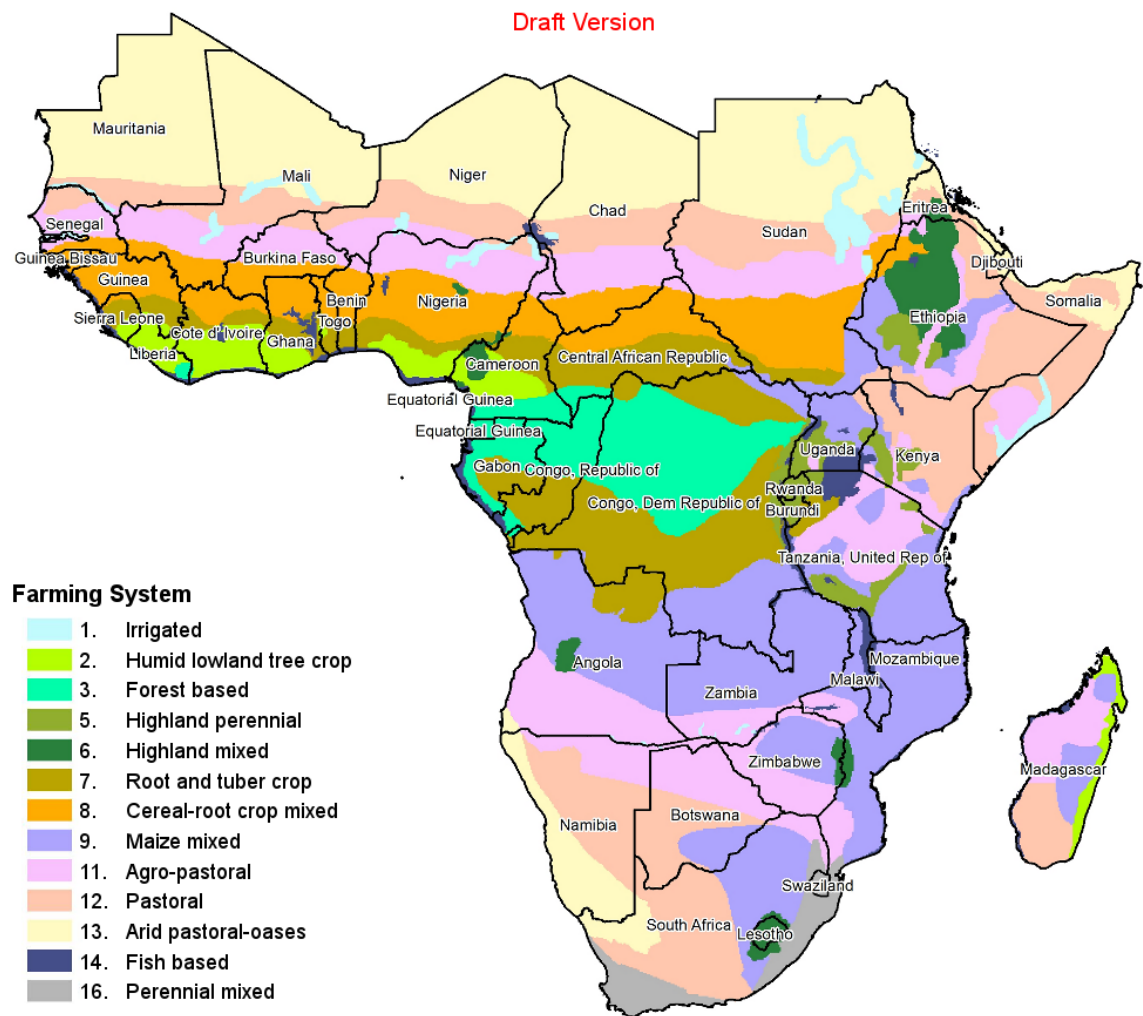 Draft Version
Mauritania
Mali
Niger
Chad
Sudan
Eritrea
Senegal
Djibouti
Guinea Bissau
Burkina Faso
Guinea
Benin
Nigeria
Somalia
Ethiopia
Sierra Leone
Togo
Cote d'Ivoire
Ghana
Liberia
Cameroon
Central African Republic
Equatorial Guinea
Equatorial Guinea
Uganda
Kenya
Gabon
Congo, Republic of
Rwanda
Congo, Dem Republic of
Burundi
Tanzania, United Rep of
Farming System
1. Irrigated
2. Humid lowland tree crop
3. Forest based
5. Highland perennial
6. Highland mixed
7. Root and tuber crop
8. Cereal-root crop mixed
9. Maize mixed
11. Agro-pastoral
12. Pastoral
13. Arid pastoral-oases
14. Fish based
16. Perennial mixed
Angola
Mozambique
Malawi
Zambia
Zimbabwe
Madagascar
Namibia
Botswana
Swaziland
South Africa
Lesotho